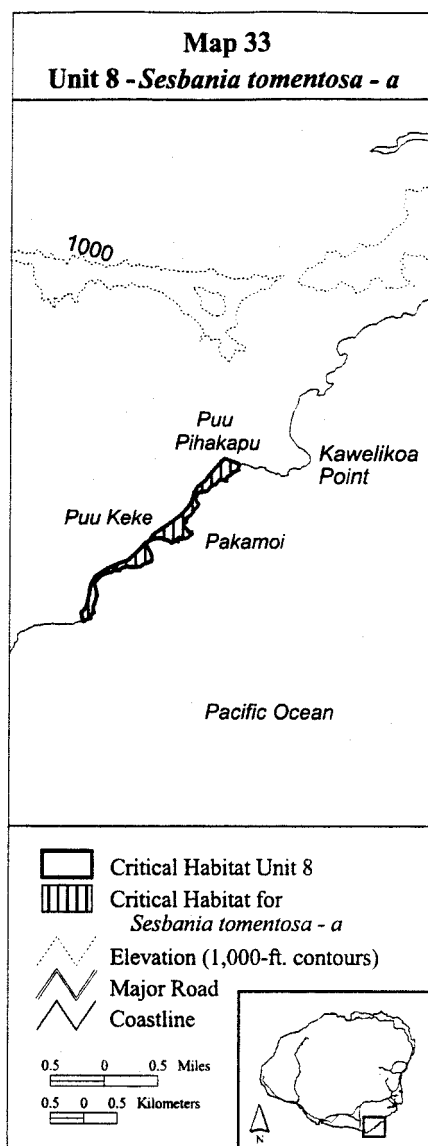 Map 33
Unit 8 - Sesbania tomentosa - a
1000
Puu
Pihakapu
Kawelikoa
Point
Puu Keke
Pakamoi
Pacific Ocean
Critical Habitat Unit 8
Critical Habitat for
Sesbania tomentosa - a
Elevation (1,000-ft. contours)
Major Road
Coastline
0.5 0 0.5 Miles
0.5 0 0.5 Kilometers
N